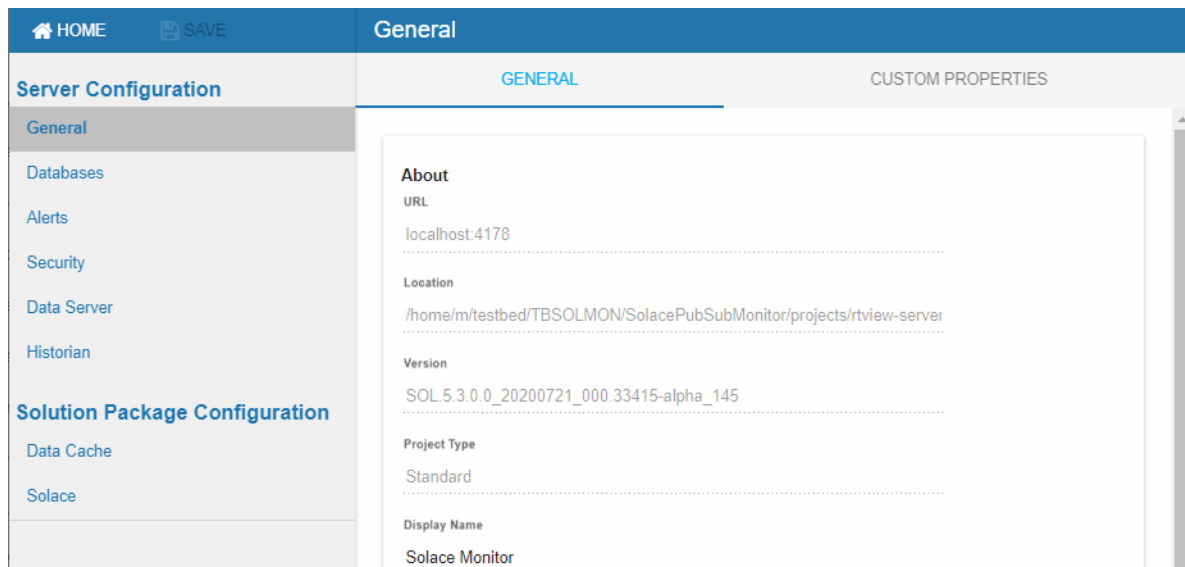 HOME
SAVE
General
Server Configuration
General
Databases
Alerts
Security
Data Server
Historian
Solution Package Configuration
Data Cache
Solace
GENERAL
CUSTOM PROPERTIES
About
URL
localhost:4178
Location
/home/m/testbed/TBSOLMON/SolacePubSubMonitor/projects/rtview-server
Version
SOL.5.3.0.0_20200721_000.33415-alpha_145
Project Type
Standard
Display Name
Solace Monitor